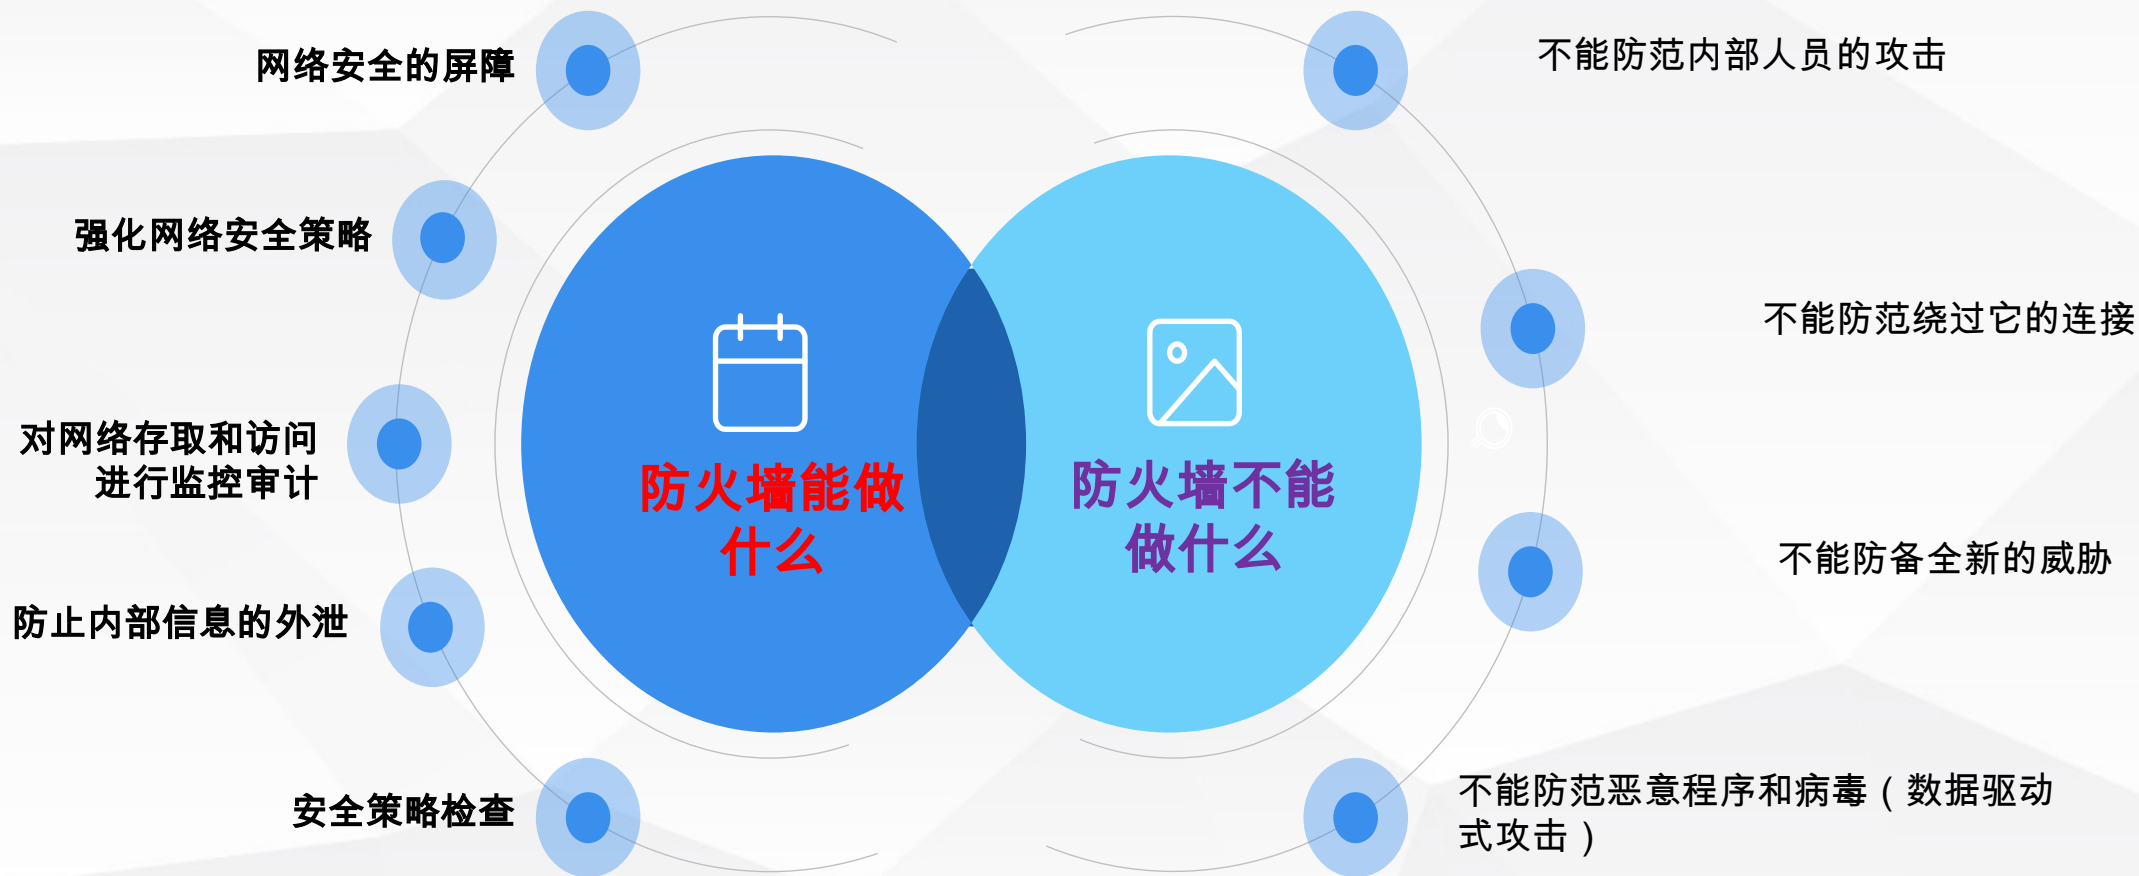 网络安全的屏障
强化网络安全策略
对网络存取和访问
进行监控审计
防止内部信息的外泄
安全策略检查
防火墙能做
什么
防火墙不能
做什么
不能防范内部人员的攻击
不能防范绕过它的连接
不能防备全新的威胁
不能防范恶意程序和病毒（数据驱动
式攻击）